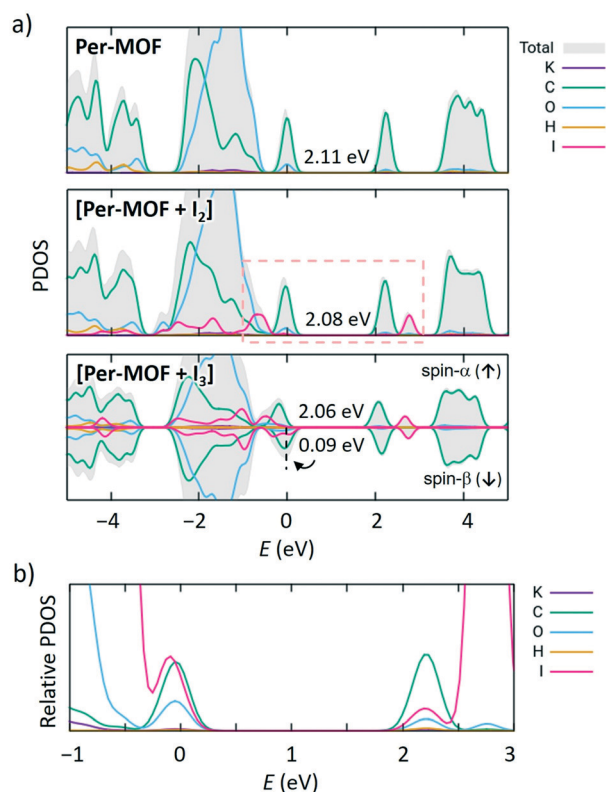 a)
Per-MOF
2.11 eV
Total
K
C
O
H
I
[Per-MOF + I₂]
2.08 eV
PDOS
[Per-MOF + I₃]
spin-α (↑)
2.06 eV
0.09 eV
spin-β (↓)
−4 −2 0 2 4
E (eV)
b)
Relative PDOS
K
C
O
H
I
−1 0 1 2 3
E (eV)